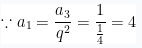 ∵ a₁ = a₃/q² = 1/(1/4) = 4